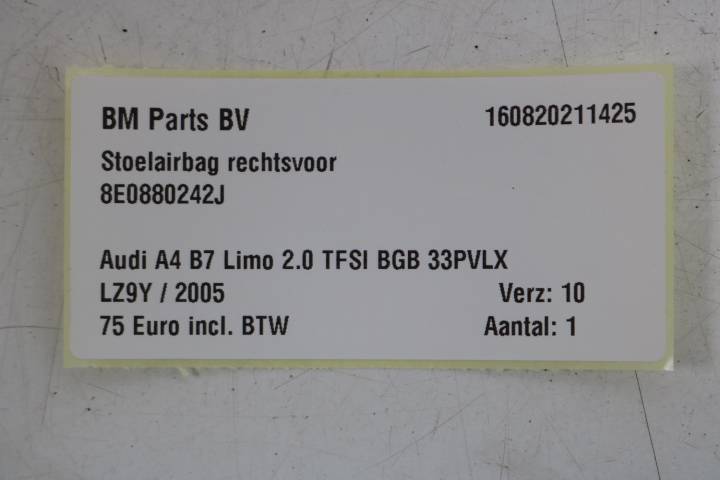 BM Parts BV 160820211425
Stoelairbag rechtsvoor
8E0880242J
Audi A4 B7 Limo 2.0 TFSI BGB 33PVLX
LZ9Y / 2005 Verz: 10
75 Euro incl. BTW Aantal: 1